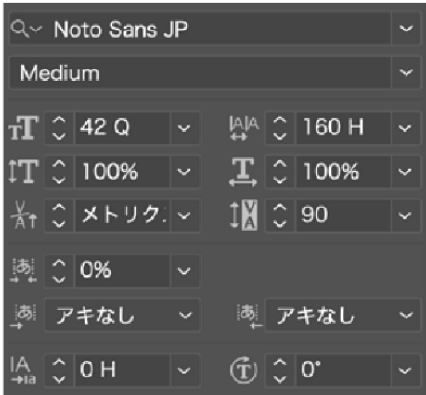 Noto Sans JP
Medium
42 Q 160 H
100% 100%
メトリク 90
0%
アキなし アキなし
0 H 0°